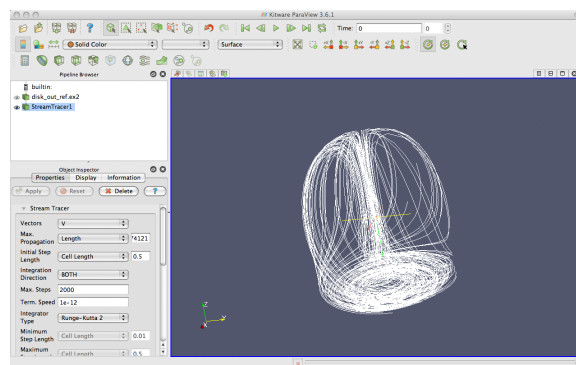 Kitware ParaView 3.6.1
Time: 0
0
Solid Color
Surface
Pipeline Browser
builtin:
disk_out_ref.ex2
StreamTracer1
Object Inspector
Properties Display Information
Apply Reset Delete ?
Stream Tracer
Vectors V
Max. Propagation Length 74121
Initial Step Length Cell Length 0.5
Integration Direction BOTH
Max. Steps 2000
Term. Speed 1e-12
Integrator Type Runge-Kutta 2
Minimum Step Length Cell Length 0.01
Maximum Cell Length 0.5
Z
Y
X